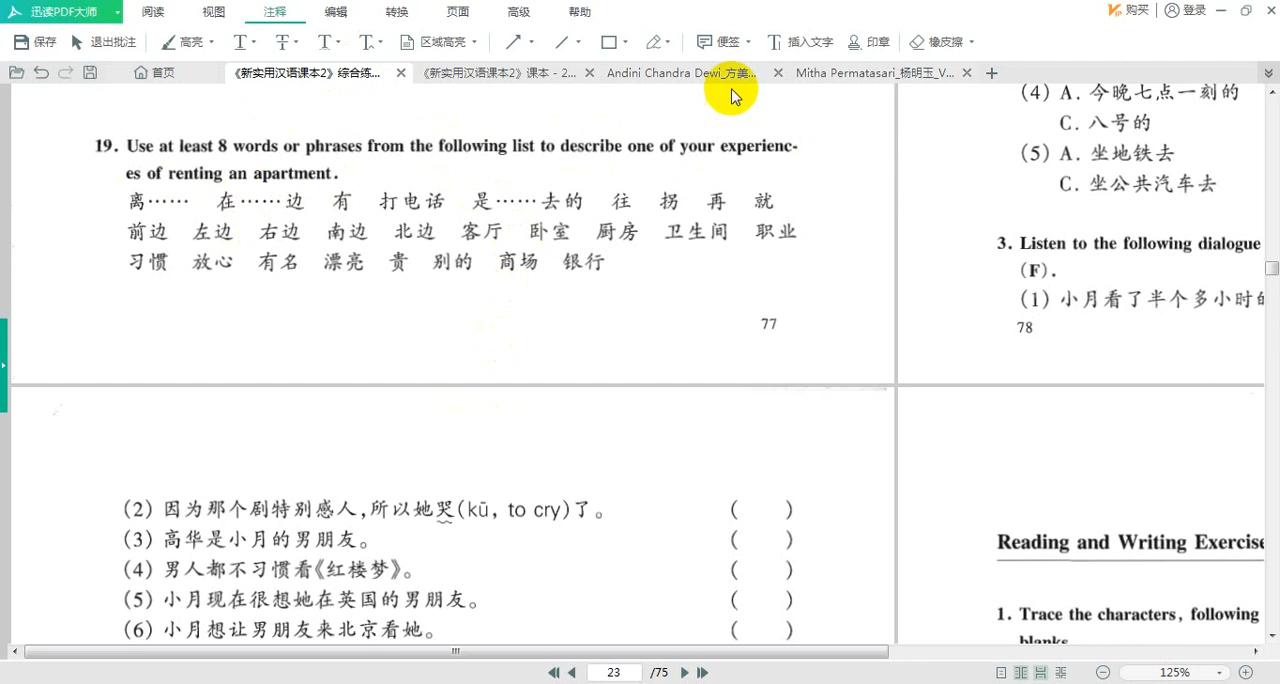 迅读PDF大师 阅读 视图 注释 编辑 转换 页面 高级 帮助 购买 登录
保存 退出批注 高亮 区域高亮 便签 插入文字 印章 橡皮擦
首页 《新实用汉语课本2》综合练... 《新实用汉语课本2》课本 - 2... Andini Chandra Dewi_方美... Mitha Permatasari_杨明玉_V...
19. Use at least 8 words or phrases from the following list to describe one of your experienc-
es of renting an apartment.
离…… 在……边 有 打电话 是……去的 往 拐 再 就
前边 左边 右边 南边 北边 客厅 卧室 厨房 卫生间 职业
习惯 放心 有名 漂亮 贵 别的 商场 银行
77
(4) A. 今晚七点一刻的
C. 八号的
(5) A. 坐地铁去
C. 坐公共汽车去
3. Listen to the following dialogue
(F).
(1) 小月看了半个多小时的
78
(2) 因为那个剧特别感人,所以她哭(kū, to cry)了。 ( )
(3) 高华是小月的男朋友。 ( )
(4) 男人都不习惯看《红楼梦》。 ( )
(5) 小月现在很想她在英国的男朋友。 ( )
(6) 小月想让男朋友来北京看她。 ( )
Reading and Writing Exercise
1. Trace the characters, following
blanks
23 /75 125%